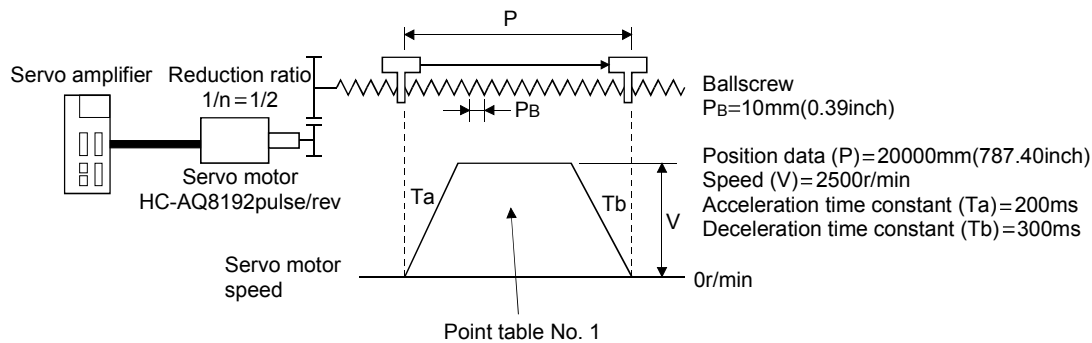 P
Servo amplifier
Reduction ratio
1/n=1/2
PB
Ballscrew
PB=10mm(0.39inch)
Servo motor
HC-AQ8192pulse/rev
Position data (P)=20000mm(787.40inch)
Speed (V)=2500r/min
Acceleration time constant (Ta)=200ms
Deceleration time constant (Tb)=300ms
Ta
Tb
V
Servo motor
speed
0r/min
Point table No. 1